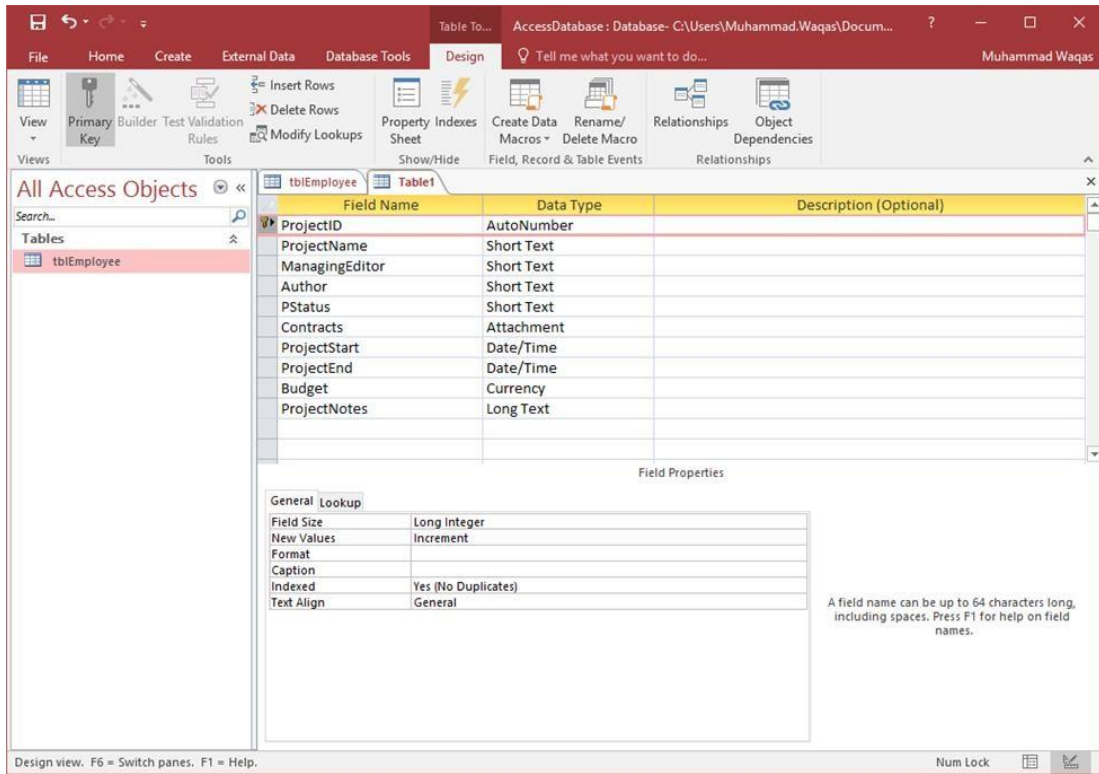 Table To...
AccessDatabase : Database- C:\Users\Muhammad.Waqas\Docum...
?
File Home Create External Data Database Tools Design Tell me what you want to do... Muhammad Waqas
View
Primary Key
Builder
Test Validation Rules
Insert Rows
Delete Rows
Modify Lookups
Property Sheet
Indexes
Create Data Macros
Rename/ Delete Macro
Relationships
Object Dependencies
Views Tools Show/Hide Field, Record & Table Events Relationships
All Access Objects
Search...
Tables
tblEmployee
tblEmployee Table1
Field Name Data Type Description (Optional)
ProjectID AutoNumber
ProjectName Short Text
ManagingEditor Short Text
Author Short Text
PStatus Short Text
Contracts Attachment
ProjectStart Date/Time
ProjectEnd Date/Time
Budget Currency
ProjectNotes Long Text
Field Properties
General Lookup
Field Size Long Integer
New Values Increment
Format
Caption
Indexed Yes (No Duplicates)
Text Align General
A field name can be up to 64 characters long,
including spaces. Press F1 for help on field
names.
Design view. F6 = Switch panes. F1 = Help. Num Lock